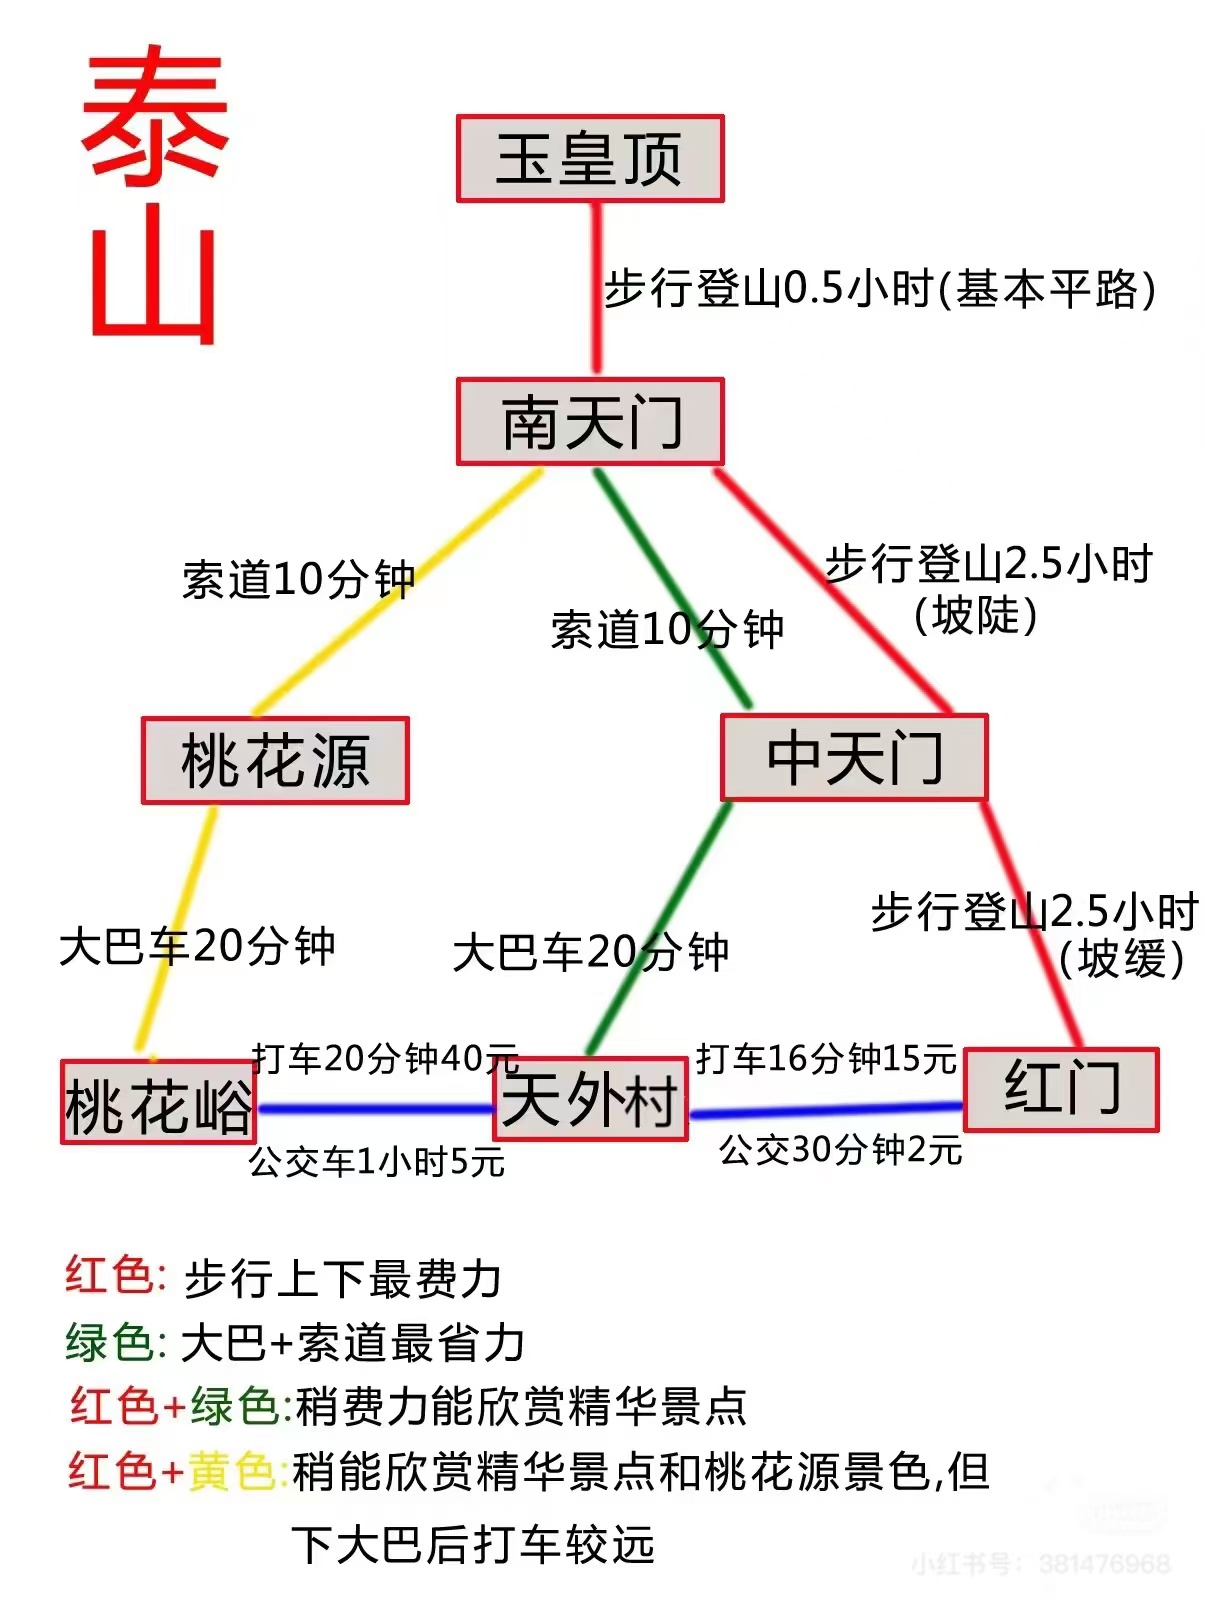 泰山
玉皇顶
步行登山0.5小时(基本平路)
南天门
索道10分钟
索道10分钟
步行登山2.5小时
(坡陡)
桃花源
中天门
大巴车20分钟
大巴车20分钟
步行登山2.5小时
(坡缓)
桃花峪
打车20分钟40元
公交车1小时5元
天外村
打车16分钟15元
公交30分钟2元
红门
红色: 步行上下最费力
绿色: 大巴+索道最省力
红色+绿色:稍费力能欣赏精华景点
红色+黄色:稍能欣赏精华景点和桃花源景色,但
下大巴后打车较远
小红书号: 381476968